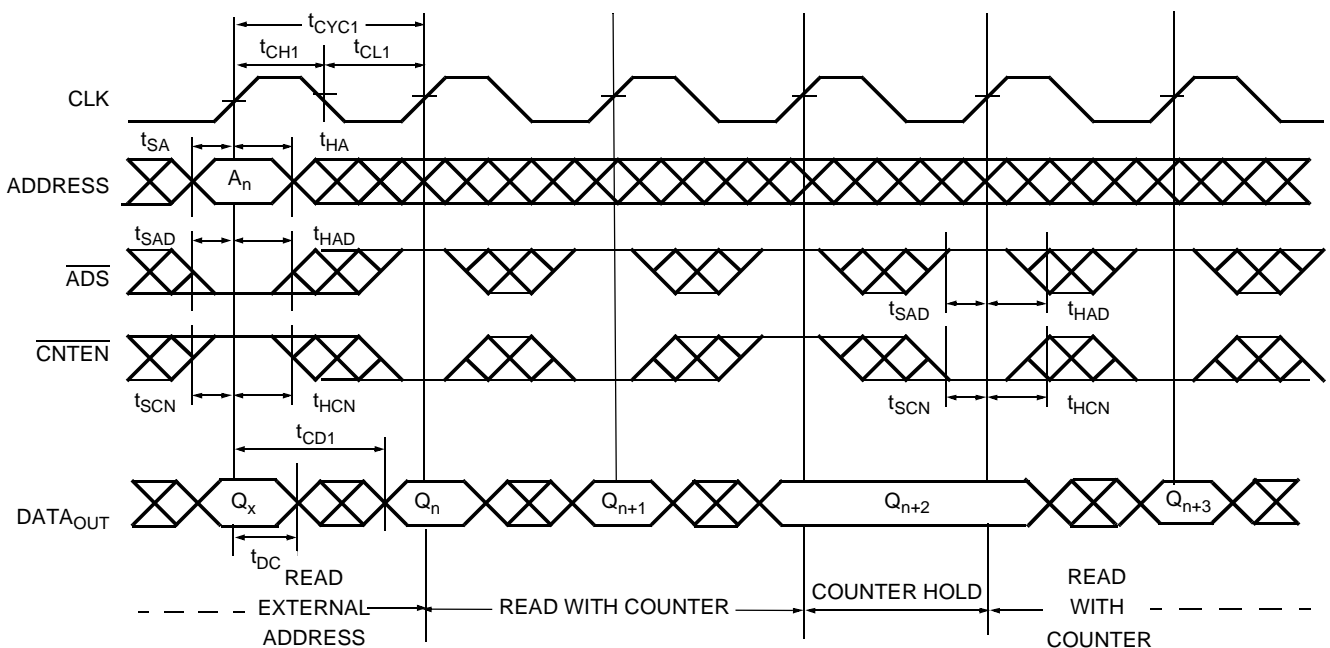 tCYC1
tCH1
tCL1
CLK
tSA
tHA
ADDRESS
An
tSAD
tHAD
ADS
tSAD
tHAD
CNTEN
tSCN
tHCN
tSCN
tHCN
tCD1
DATAOUT
Qx
Qn
Qn+1
Qn+2
Qn+3
tDC
READ
EXTERNAL
ADDRESS
READ WITH COUNTER
COUNTER HOLD
READ
WITH
COUNTER